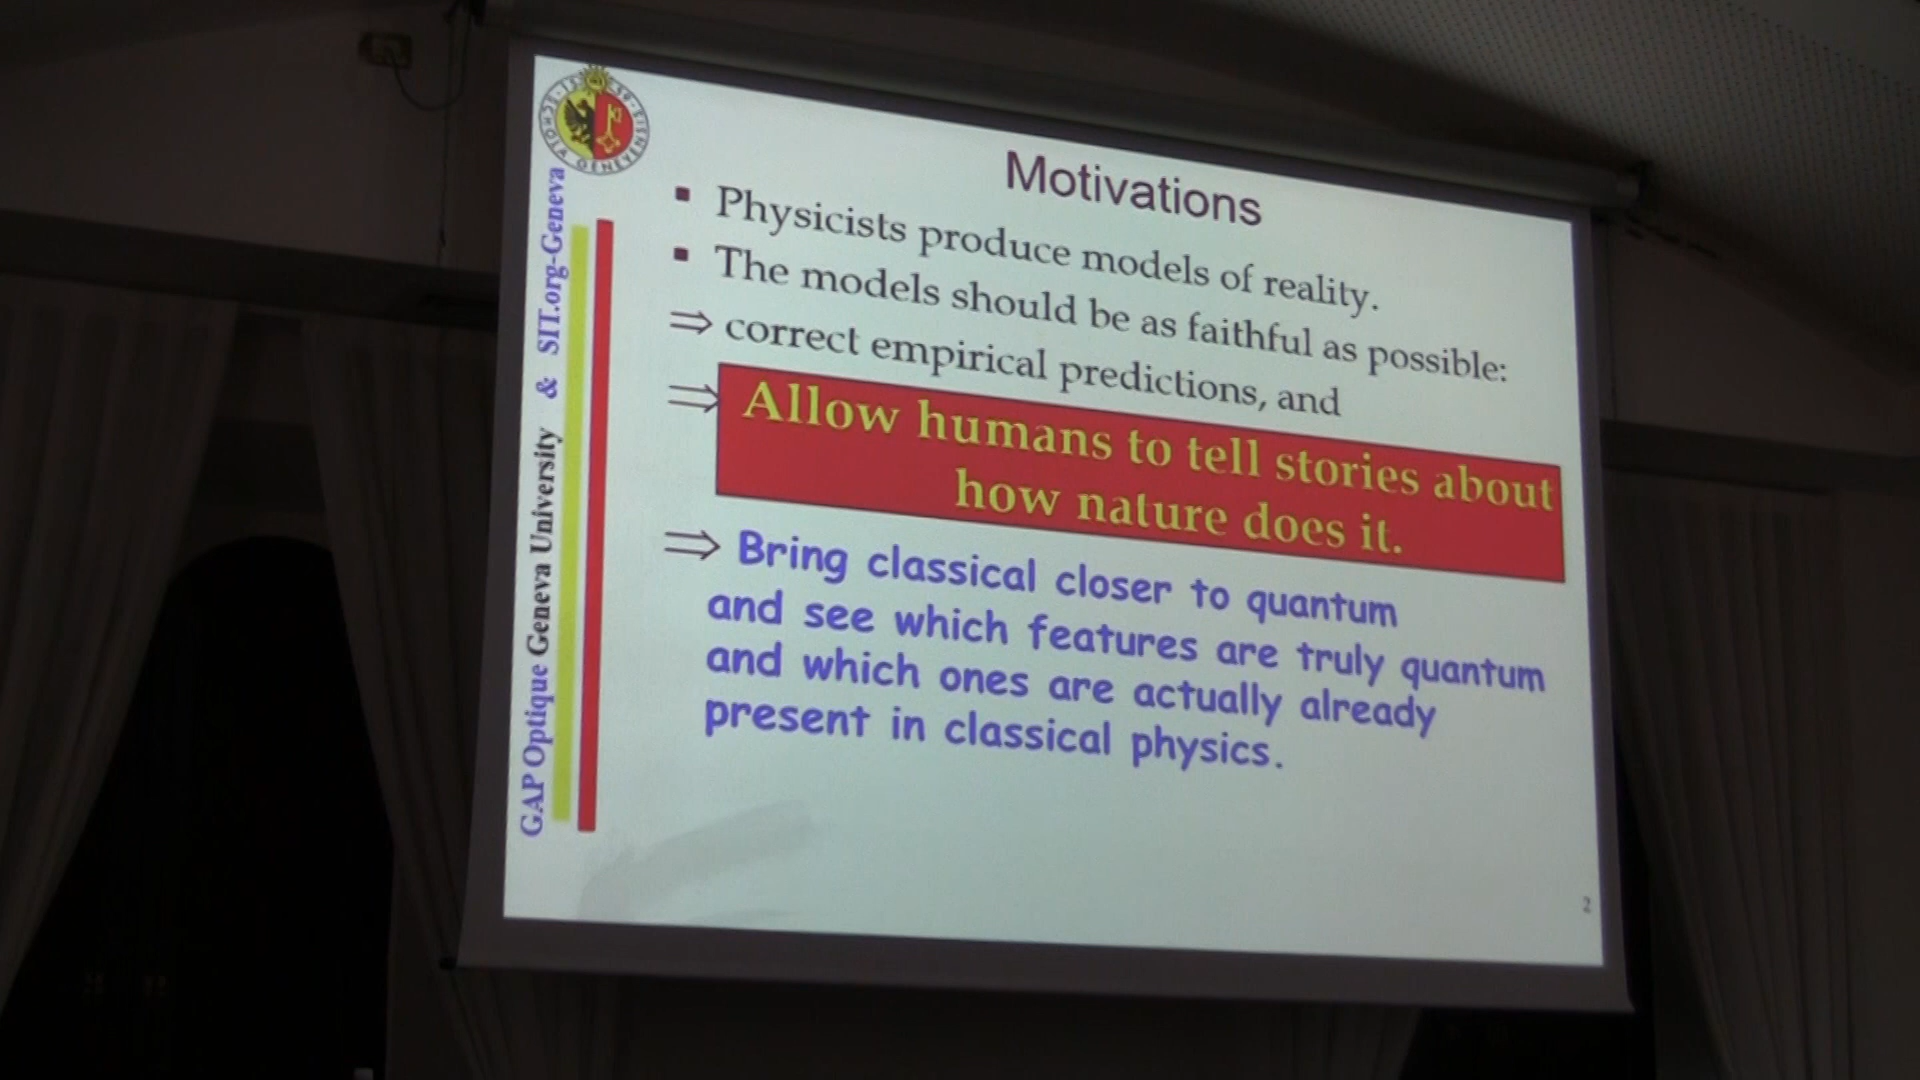 SCHOLA GENEVENSIS
GAP Optique Geneva University & SIT.org-Geneva
Motivations
▪ Physicists produce models of reality.
▪ The models should be as faithful as possible:
⇒ correct empirical predictions, and
⇒ Allow humans to tell stories about
how nature does it.
⇒ Bring classical closer to quantum
and see which features are truly quantum
and which ones are actually already
present in classical physics.
2